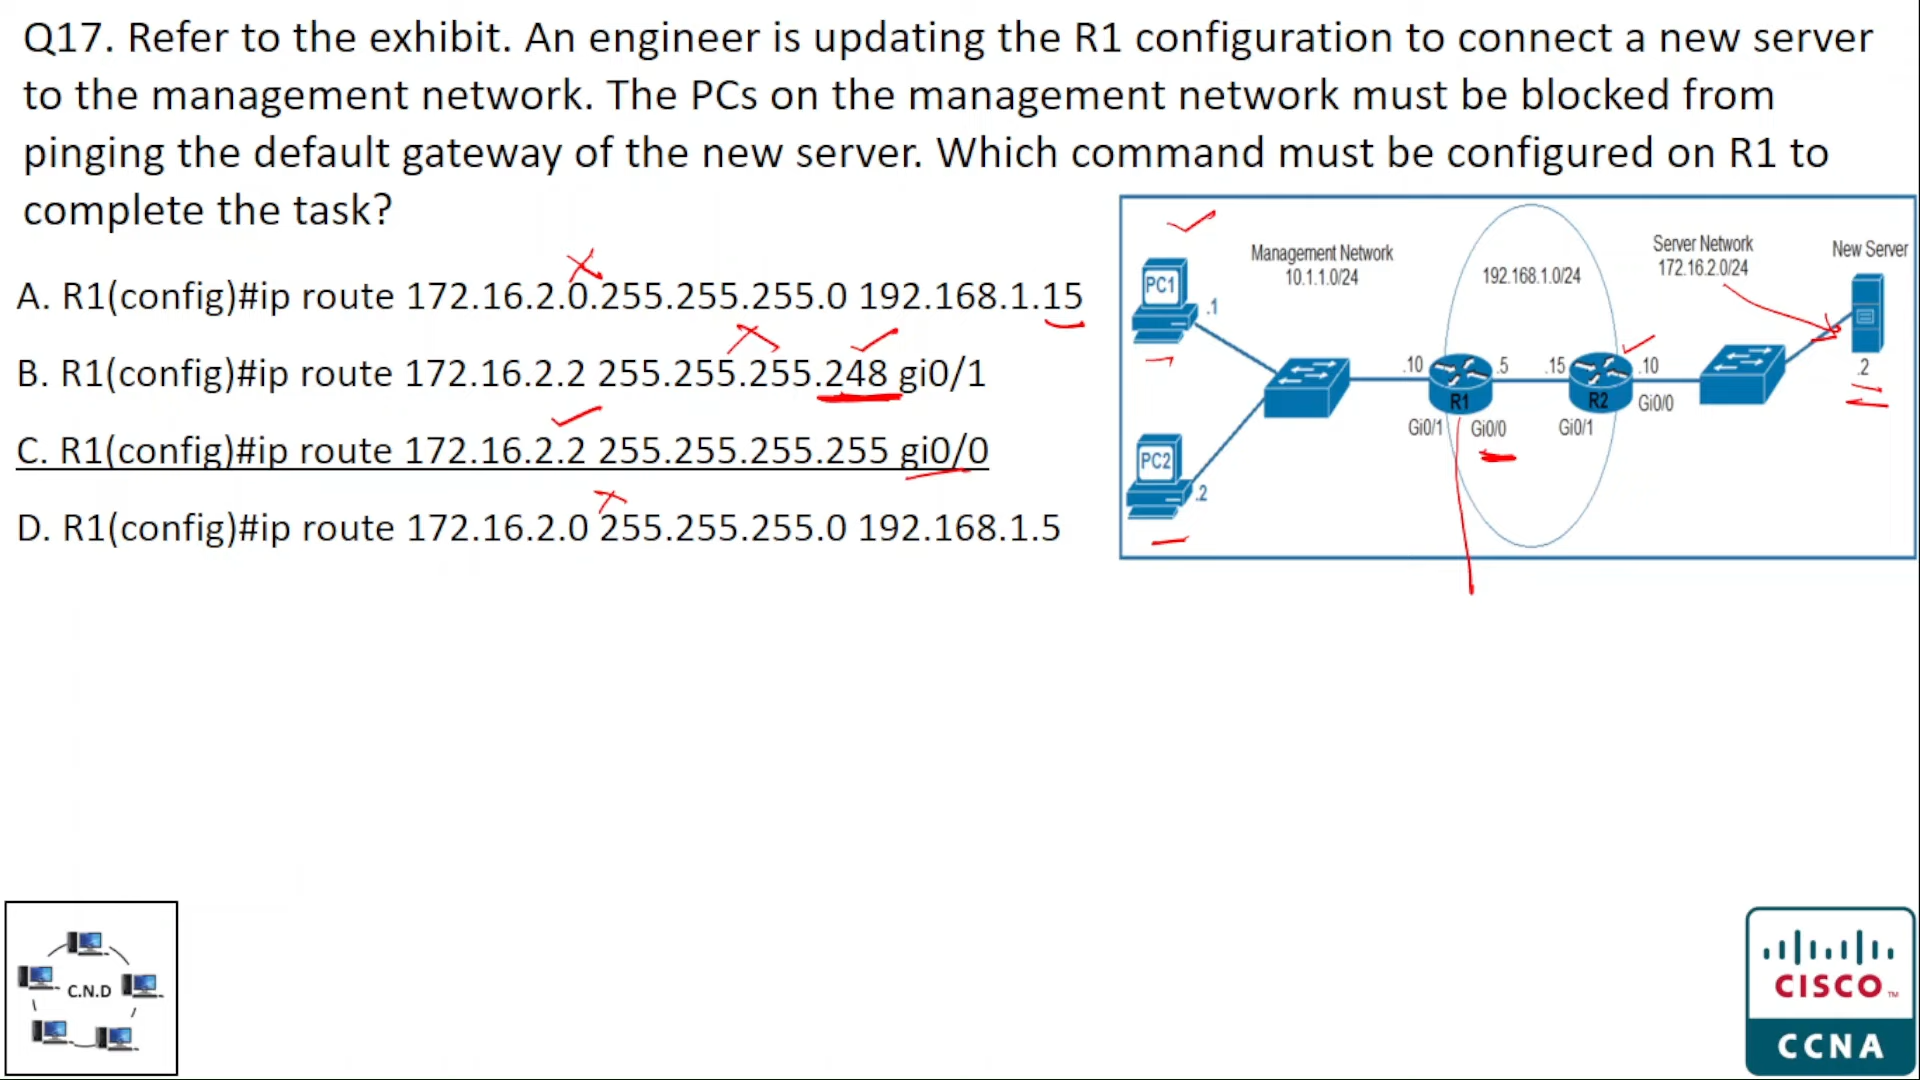 Q17. Refer to the exhibit. An engineer is updating the R1 configuration to connect a new server
to the management network. The PCs on the management network must be blocked from
pinging the default gateway of the new server. Which command must be configured on R1 to
complete the task?
A. R1(config)#ip route 172.16.2.0.255.255.255.0 192.168.1.15
B. R1(config)#ip route 172.16.2.2 255.255.255.248 gi0/1
C. R1(config)#ip route 172.16.2.2 255.255.255.255 gi0/0
D. R1(config)#ip route 172.16.2.0 255.255.255.0 192.168.1.5
Management Network
10.1.1.0/24
192.168.1.0/24
Server Network
172.16.2.0/24
New Server
PC1
.1
.10
.5
.15
.10
.2
R1
R2
Gi0/0
Gi0/1
Gi0/0
Gi0/1
PC2
.2
C.N.D
CISCO™
CCNA